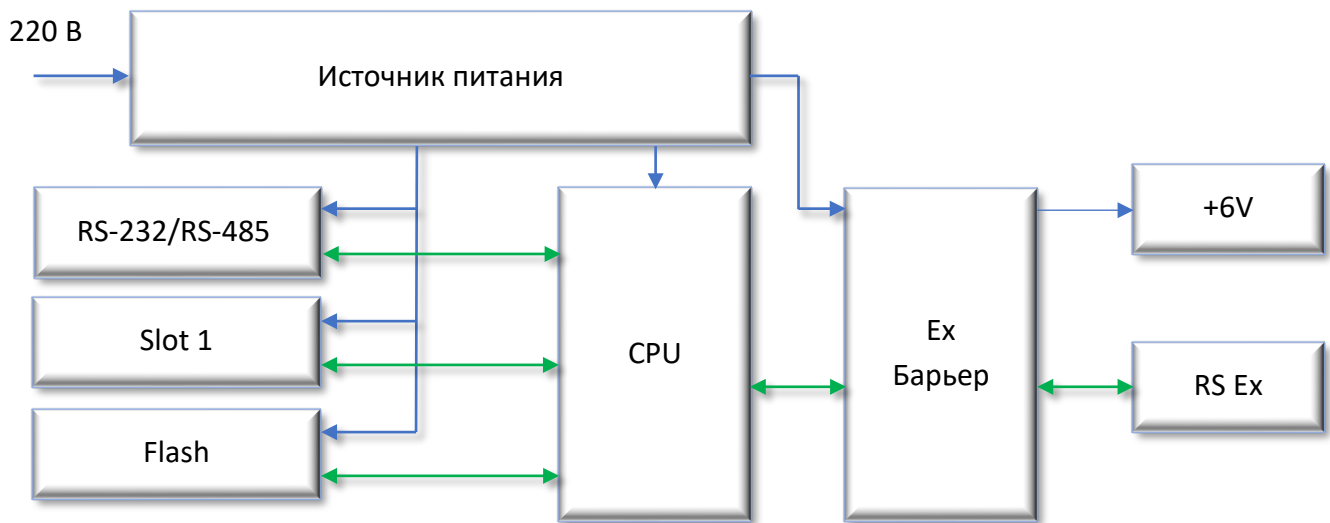 220 В
Источник питания
RS-232/RS-485
+6V
Slot 1
CPU
Ex
Барьер
RS Ex
Flash